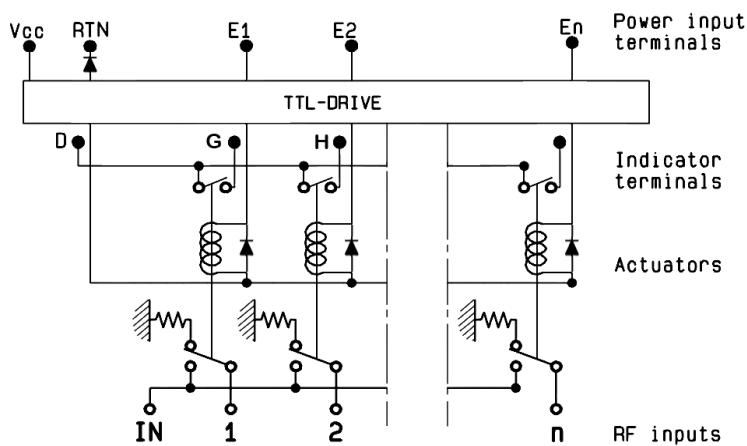 Vcc RTN E1 E2 En Power input
terminals
TTL-DRIVE
D G H Indicator
terminals
Actuators
IN 1 2 n RF inputs